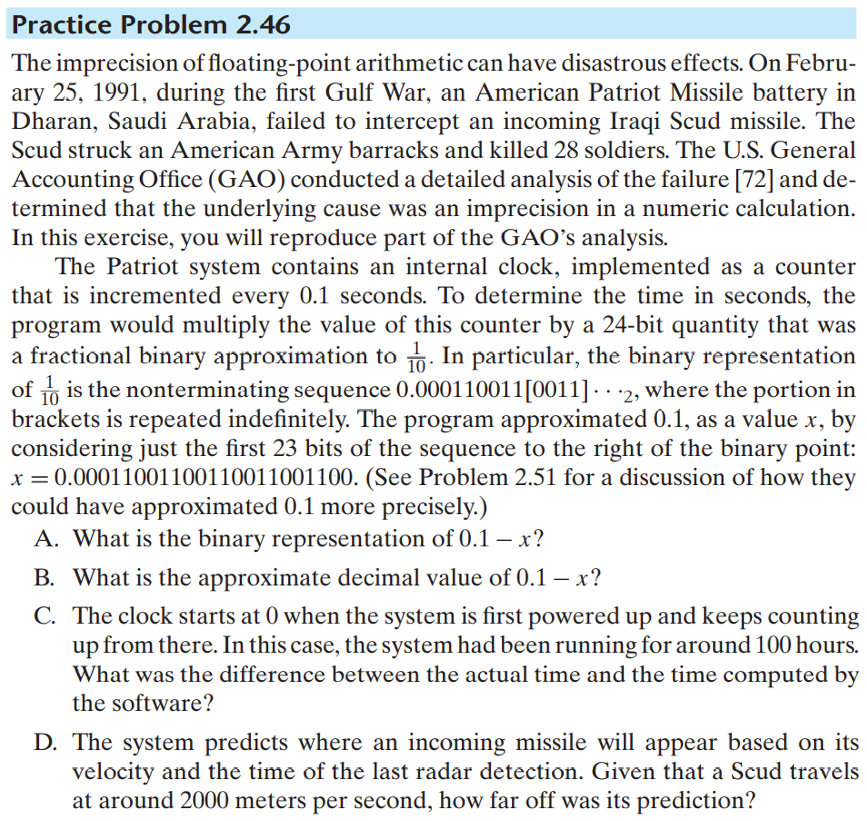 Practice Problem 2.46
The imprecision of floating-point arithmetic can have disastrous effects. On Febru-
ary 25, 1991, during the first Gulf War, an American Patriot Missile battery in
Dharan, Saudi Arabia, failed to intercept an incoming Iraqi Scud missile. The
Scud struck an American Army barracks and killed 28 soldiers. The U.S. General
Accounting Office (GAO) conducted a detailed analysis of the failure [72] and de-
termined that the underlying cause was an imprecision in a numeric calculation.
In this exercise, you will reproduce part of the GAO's analysis.
The Patriot system contains an internal clock, implemented as a counter
that is incremented every 0.1 seconds. To determine the time in seconds, the
program would multiply the value of this counter by a 24-bit quantity that was
a fractional binary approximation to 1/10. In particular, the binary representation
of 1/10 is the nonterminating sequence 0.000110011[0011]· · ·₂, where the portion in
brackets is repeated indefinitely. The program approximated 0.1, as a value x, by
considering just the first 23 bits of the sequence to the right of the binary point:
x = 0.00011001100110011001100. (See Problem 2.51 for a discussion of how they
could have approximated 0.1 more precisely.)
A. What is the binary representation of 0.1 − x?
B. What is the approximate decimal value of 0.1 − x?
C. The clock starts at 0 when the system is first powered up and keeps counting
up from there. In this case, the system had been running for around 100 hours.
What was the difference between the actual time and the time computed by
the software?
D. The system predicts where an incoming missile will appear based on its
velocity and the time of the last radar detection. Given that a Scud travels
at around 2000 meters per second, how far off was its prediction?